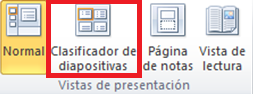 Normal
Clasificador de
diapositivas
Página
de notas
Vista de
lectura
Vistas de presentación